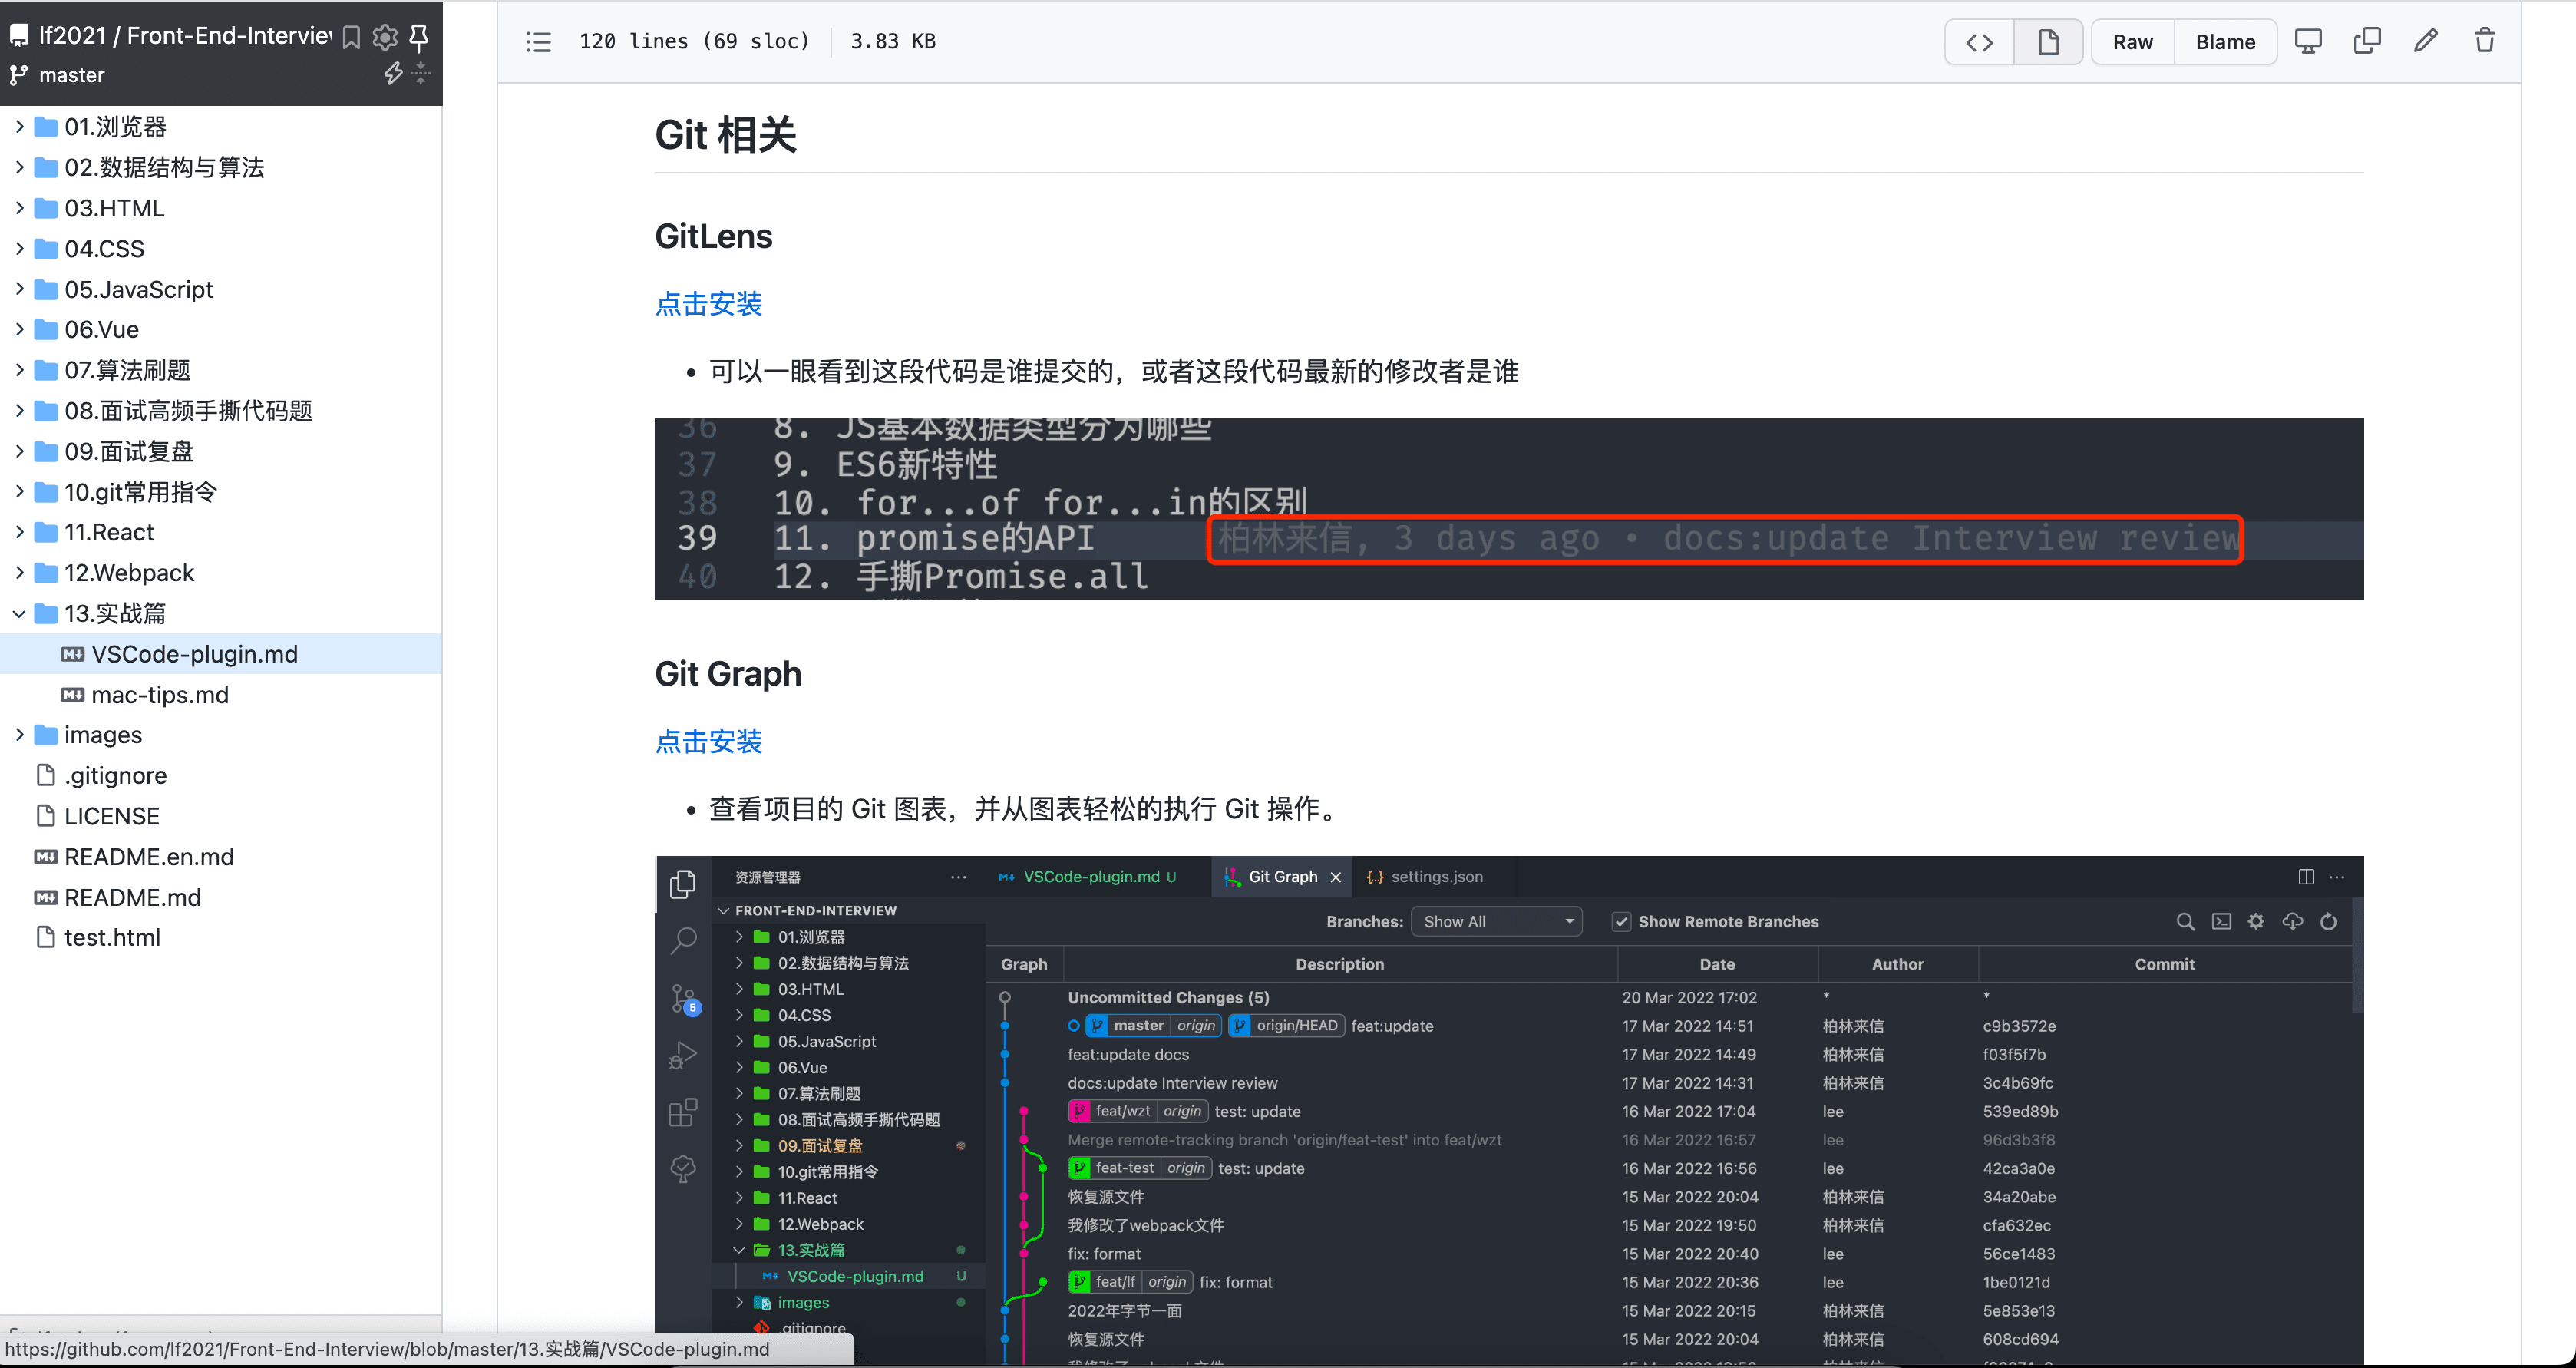 lf2021 / Front-End-Intervie
master
01.浏览器
02.数据结构与算法
03.HTML
04.CSS
05.JavaScript
06.Vue
07.算法刷题
08.面试高频手撕代码题
09.面试复盘
10.git常用指令
11.React
12.Webpack
13.实战篇
VSCode-plugin.md
mac-tips.md
images
.gitignore
LICENSE
README.en.md
README.md
test.html
https://github.com/lf2021/Front-End-Interview/blob/master/13.实战篇/VSCode-plugin.md
120 lines (69 sloc) 3.83 KB
Raw Blame
Git 相关
GitLens
点击安装
• 可以一眼看到这段代码是谁提交的，或者这段代码最新的修改者是谁
36 8. JS基本数据类型分为哪些
37 9. ES6新特性
38 10. for...of for...in的区别
39 11. promise的API 柏林来信, 3 days ago • docs:update Interview review
40 12. 手撕Promise.all
Git Graph
点击安装
• 查看项目的 Git 图表，并从图表轻松的执行 Git 操作。
资源管理器 ··· VSCode-plugin.md U Git Graph {..} settings.json ···
FRONT-END-INTERVIEW
01.浏览器
02.数据结构与算法
03.HTML
04.CSS
05.JavaScript
06.Vue
07.算法刷题
08.面试高频手撕代码题
09.面试复盘
10.git常用指令
11.React
12.Webpack
13.实战篇
VSCode-plugin.md U
images
.gitignore
5
Branches: Show All Show Remote Branches
Graph Description Date Author Commit
Uncommitted Changes (5) 20 Mar 2022 17:02 * *
master origin origin/HEAD feat:update 17 Mar 2022 14:51 柏林来信 c9b3572e
feat:update docs 17 Mar 2022 14:49 柏林来信 f03f5f7b
docs:update Interview review 17 Mar 2022 14:31 柏林来信 3c4b69fc
feat/wzt origin test: update 16 Mar 2022 17:04 lee 539ed89b
Merge remote-tracking branch 'origin/feat-test' into feat/wzt 16 Mar 2022 16:57 lee 96d3b3f8
feat-test origin test: update 16 Mar 2022 16:56 lee 42ca3a0e
恢复源文件 15 Mar 2022 20:04 柏林来信 34a20abe
我修改了webpack文件 15 Mar 2022 19:50 柏林来信 cfa632ec
fix: format 15 Mar 2022 20:40 lee 56ce1483
feat/lf origin fix: format 15 Mar 2022 20:36 lee 1be0121d
2022年字节一面 15 Mar 2022 20:15 柏林来信 5e853e13
恢复源文件 15 Mar 2022 20:04 柏林来信 608cd694